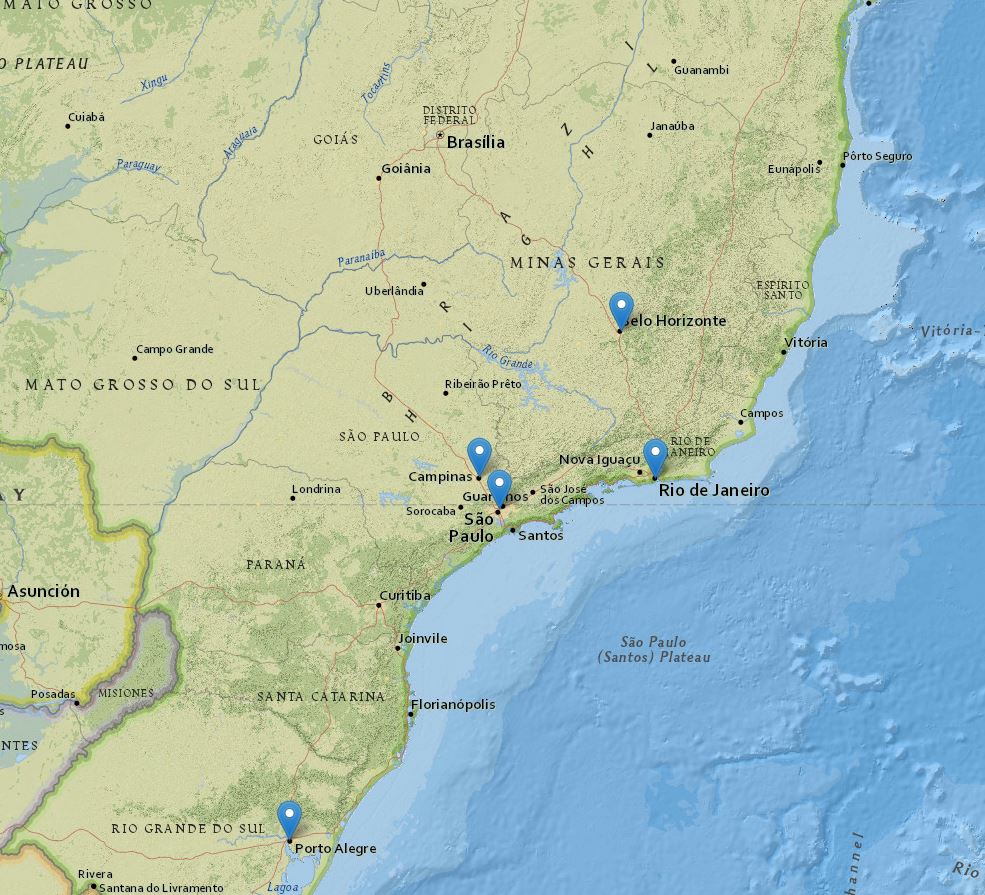 MATO GROSSO
O PLATEAU
Xingu
Tocantins
Guanambi
Cuiabá
DISTRITO
FEDERAL
GOIÁS
Brasília
Janaúba
Araguaia
Paraguay
Goiânia
Eunápolis
Pôrto Seguro
BRAZIL
BRAZIGHLIGHTS
Paranaíba
MINAS GERAIS
Uberlândia
ESPÍRITO
SANTO
Belo Horizonte
Vitória-
Vitória
Campo Grande
Rio Grande
MATO GROSSO DO SUL
Ribeirão Prêto
Campos
SÃO PAULO
RIO DE
JANEIRO
Nova Iguaçu
Campinas
Rio de Janeiro
Londrina
São José
dos Campos
Sorocaba
São
Paulo
Santos
AY
PARANÁ
Asunción
Curitiba
Joinvile
São Paulo
(Santos) Plateau
mosa
Posadas
MISIONES
SANTA CATARINA
Florianópolis
s
NTES
RIO GRANDE DO SUL
Porto Alegre
hannel
Rio
Rivera
Santana do Livramento
Lagoa